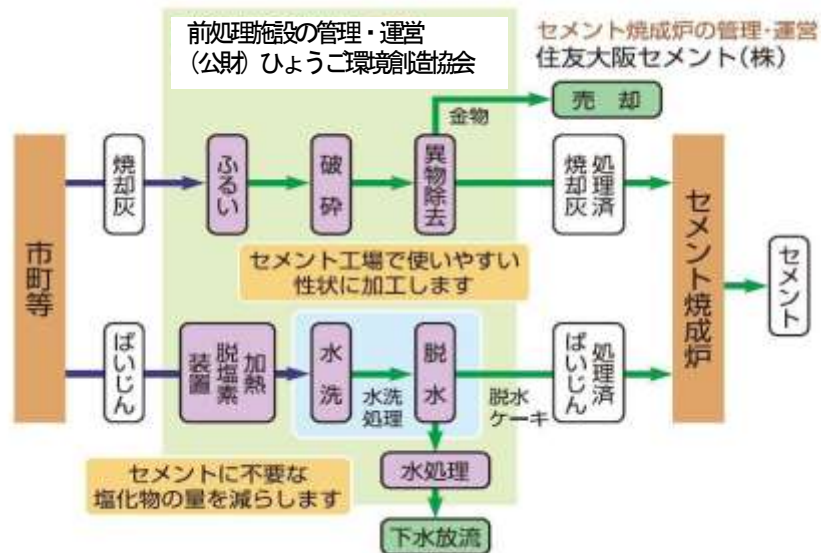 前処理施設の管理・運営
（公財）ひょうご環境創造協会
セメント焼成炉の管理・運営
住友大阪セメント（株）
売却
金物
市町等
焼却灰
ふるい
破砕
異物除去
処理済
焼却灰
セメント焼成炉
セメント
セメント工場で使いやすい
性状に加工します
ばいじん
加熱
脱塩素
装置
水洗
水洗
処理
脱水
脱水
ケーキ
処理済
ばいじん
セメントに不要な
塩化物の量を減らします
水処理
下水放流